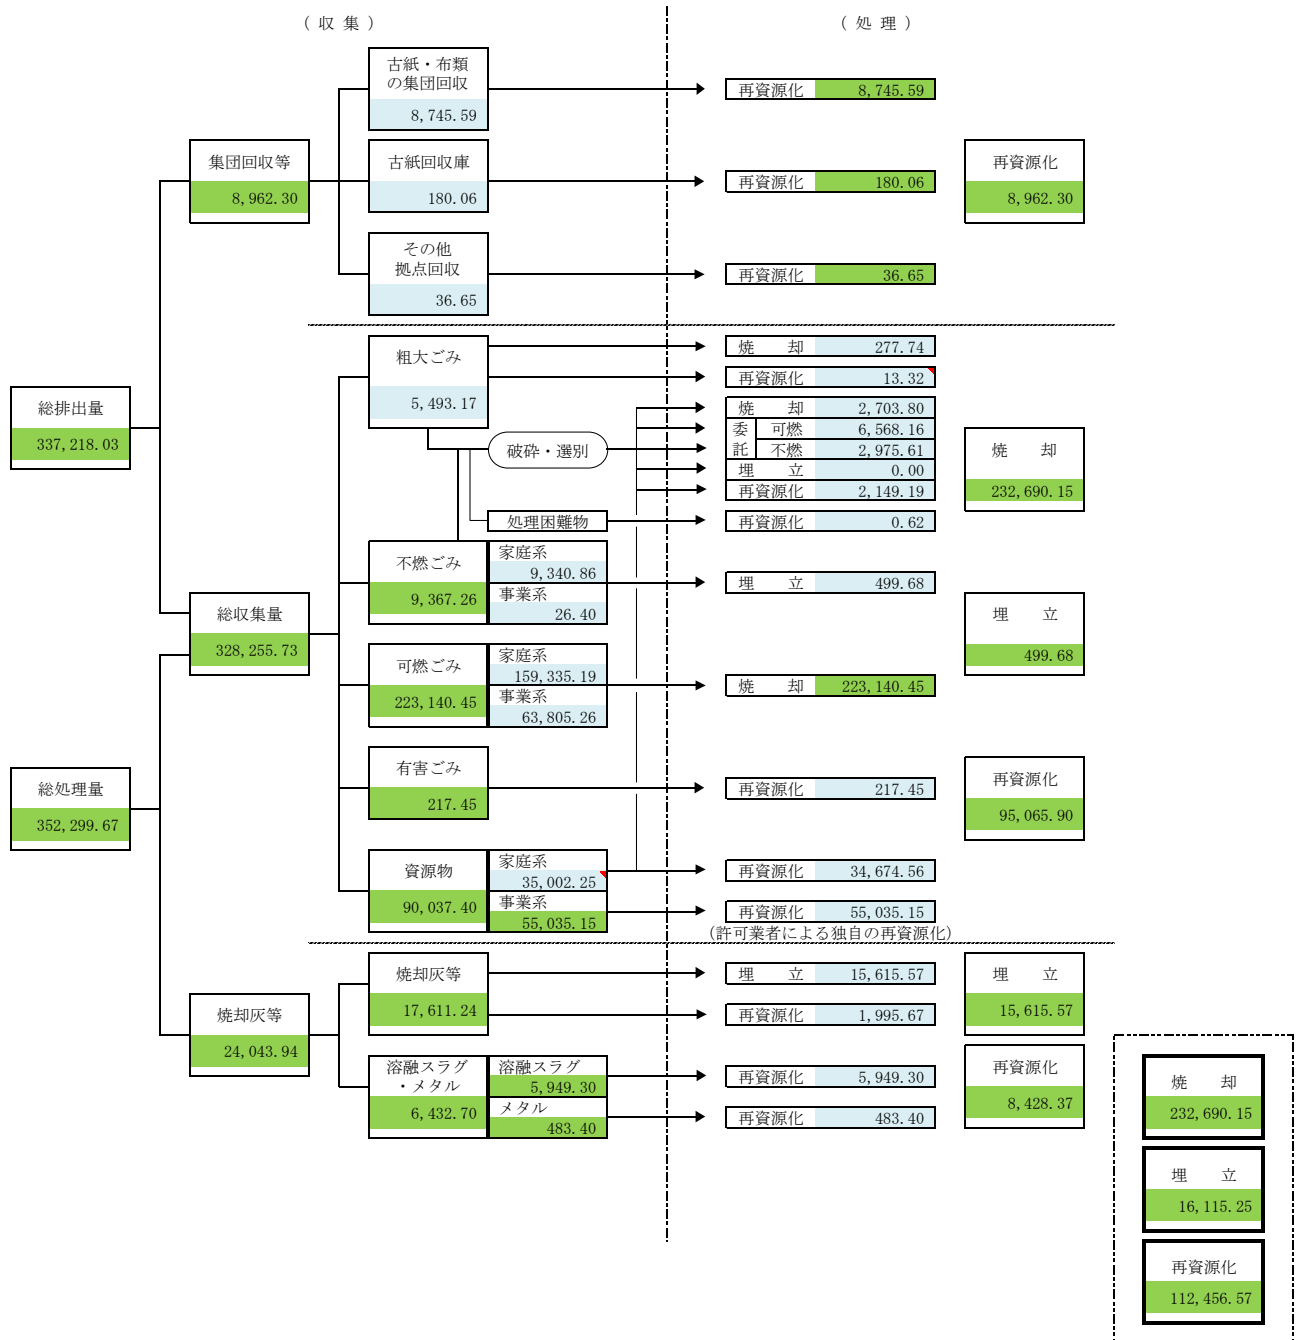 ( 収 集 )
( 処 理 )
古紙・布類
の集団回収
8,745.59
再資源化 8,745.59
集団回収等
8,962.30
古紙回収庫
180.06
再資源化 180.06
再資源化
8,962.30
その他
拠点回収
36.65
再資源化 36.65
粗大ごみ
5,493.17
焼 却 277.74
再資源化 13.32
総排出量
337,218.03
破砕・選別
焼 却 2,703.80
委託 可燃 6,568.16
不燃 2,975.61
埋 立 0.00
再資源化 2,149.19
焼 却
232,690.15
処理困難物
再資源化 0.62
不燃ごみ
9,367.26
家庭系
9,340.86
事業系
26.40
埋 立 499.68
総収集量
328,255.73
埋 立
499.68
可燃ごみ
223,140.45
家庭系
159,335.19
事業系
63,805.26
焼 却 223,140.45
有害ごみ
217.45
再資源化 217.45
総処理量
352,299.67
再資源化
95,065.90
資源物
90,037.40
家庭系
35,002.25
事業系
55,035.15
再資源化 34,674.56
再資源化 55,035.15
(許可業者による独自の再資源化)
焼却灰等
17,611.24
埋 立 15,615.57
再資源化 1,995.67
埋 立
15,615.57
焼却灰等
24,043.94
溶融スラグ
・メタル
6,432.70
溶融スラグ
5,949.30
メタル
483.40
再資源化 5,949.30
再資源化 483.40
再資源化
8,428.37
焼 却
232,690.15
埋 立
16,115.25
再資源化
112,456.57